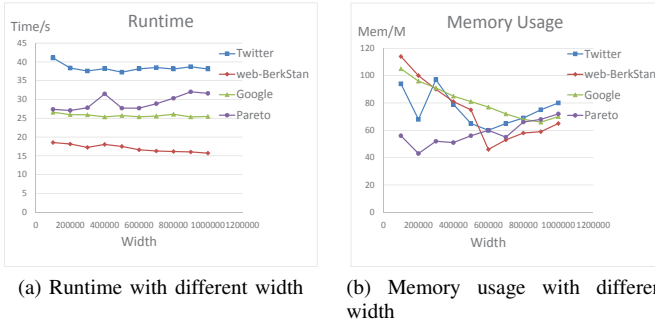 Runtime
Time/s
45
40
35
30
25
20
15
10
5
0
0 200000 400000 600000 800000 1000000 1200000
Width
Twitter
web-BerkStan
Google
Pareto
(a) Runtime with different width
Memory Usage
Mem/M
120
100
80
60
40
20
0
0 200000 400000 600000 800000 1000000 1200000
Width
Twitter
web-BerkStan
Google
Pareto
(b) Memory usage with differen
width